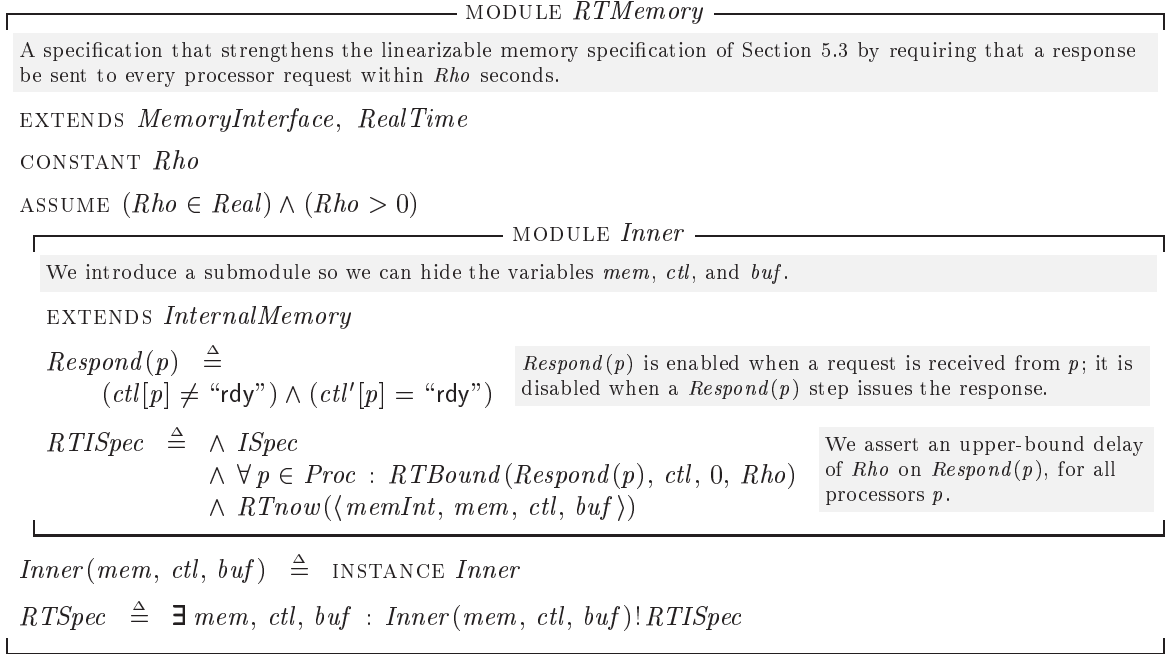 MODULE RTMemory
A specification that strengthens the linearizable memory specification of Section 5.3 by requiring that a response
be sent to every processor request within Rho seconds.
EXTENDS MemoryInterface, RealTime
CONSTANT Rho
ASSUME (Rho ∈ Real) ∧ (Rho > 0)
MODULE Inner
We introduce a submodule so we can hide the variables mem, ctl, and buf.
EXTENDS InternalMemory
Respond(p) ≜
(ctl[p] ≠ “rdy”) ∧ (ctl′[p] = “rdy”)
Respond(p) is enabled when a request is received from p; it is
disabled when a Respond(p) step issues the response.
RTISpec ≜ ∧ ISpec
∧ ∀ p ∈ Proc : RTBound(Respond(p), ctl, 0, Rho)
∧ RTnow(⟨memInt, mem, ctl, buf⟩)
We assert an upper-bound delay
of Rho on Respond(p), for all
processors p.
Inner(mem, ctl, buf) ≜ INSTANCE Inner
RTSpec ≜ ∃ mem, ctl, buf : Inner(mem, ctl, buf)!RTISpec